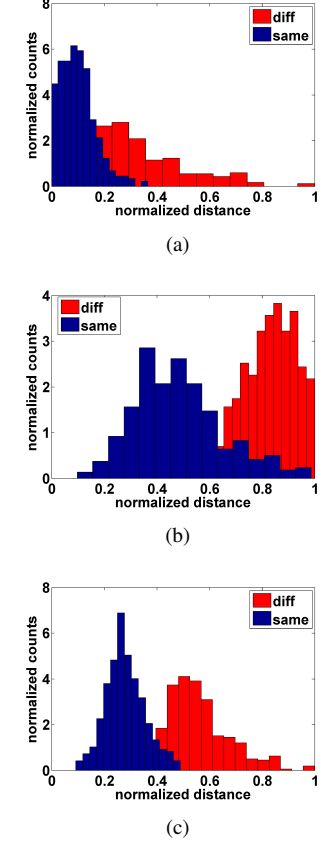 8
6
4
2
0
normalized counts
diff
same
0 0.2 0.4 0.6 0.8 1
normalized distance
(a)
4
3
2
1
0
normalized counts
diff
same
0 0.2 0.4 0.6 0.8 1
normalized distance
(b)
8
6
4
2
0
normalized counts
diff
same
0 0.2 0.4 0.6 0.8 1
normalized distance
(c)